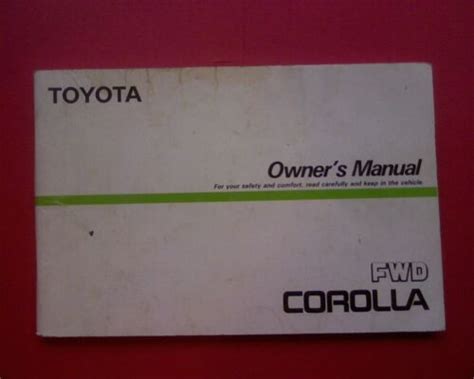 TOYOTA
Owner's Manual
For your safety and comfort, read carefully and keep in the vehicle
FWD
COROLLA